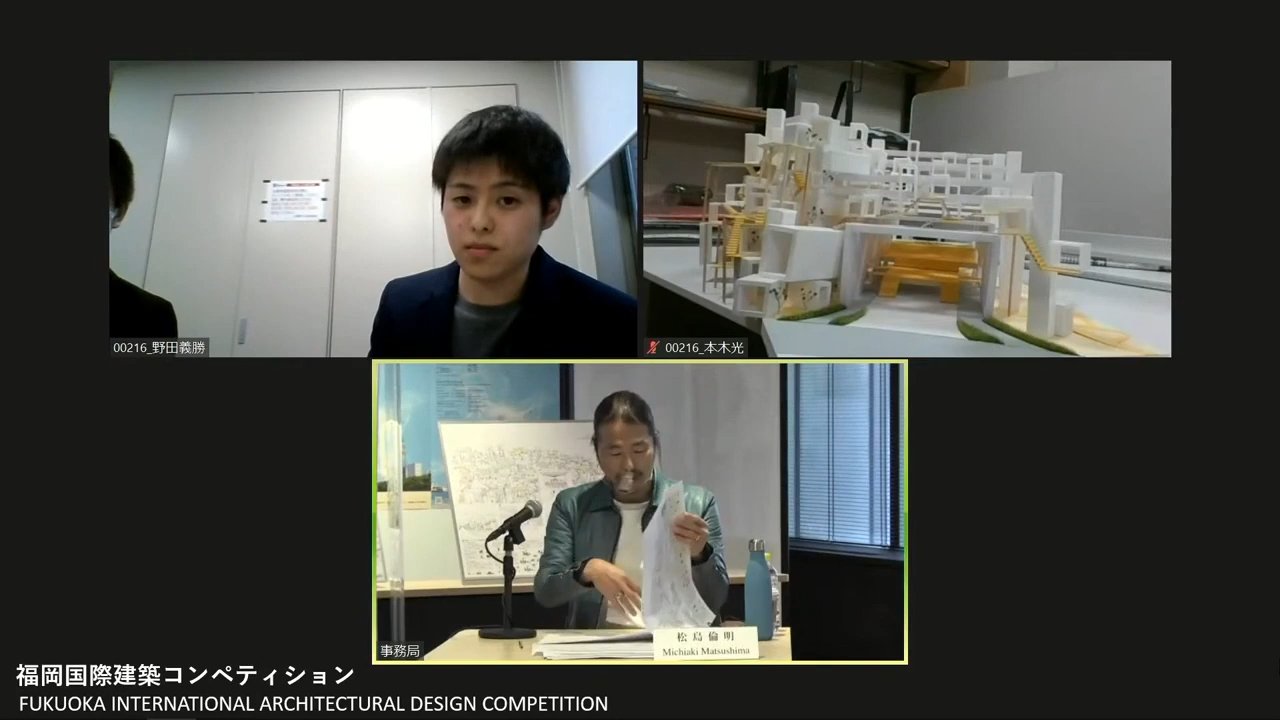 00216_野田義勝
00216_本木光
松島倫明
Michiaki Matsushima
事務局
福岡国際建築コンペティション
FUKUOKA INTERNATIONAL ARCHITECTURAL DESIGN COMPETITION